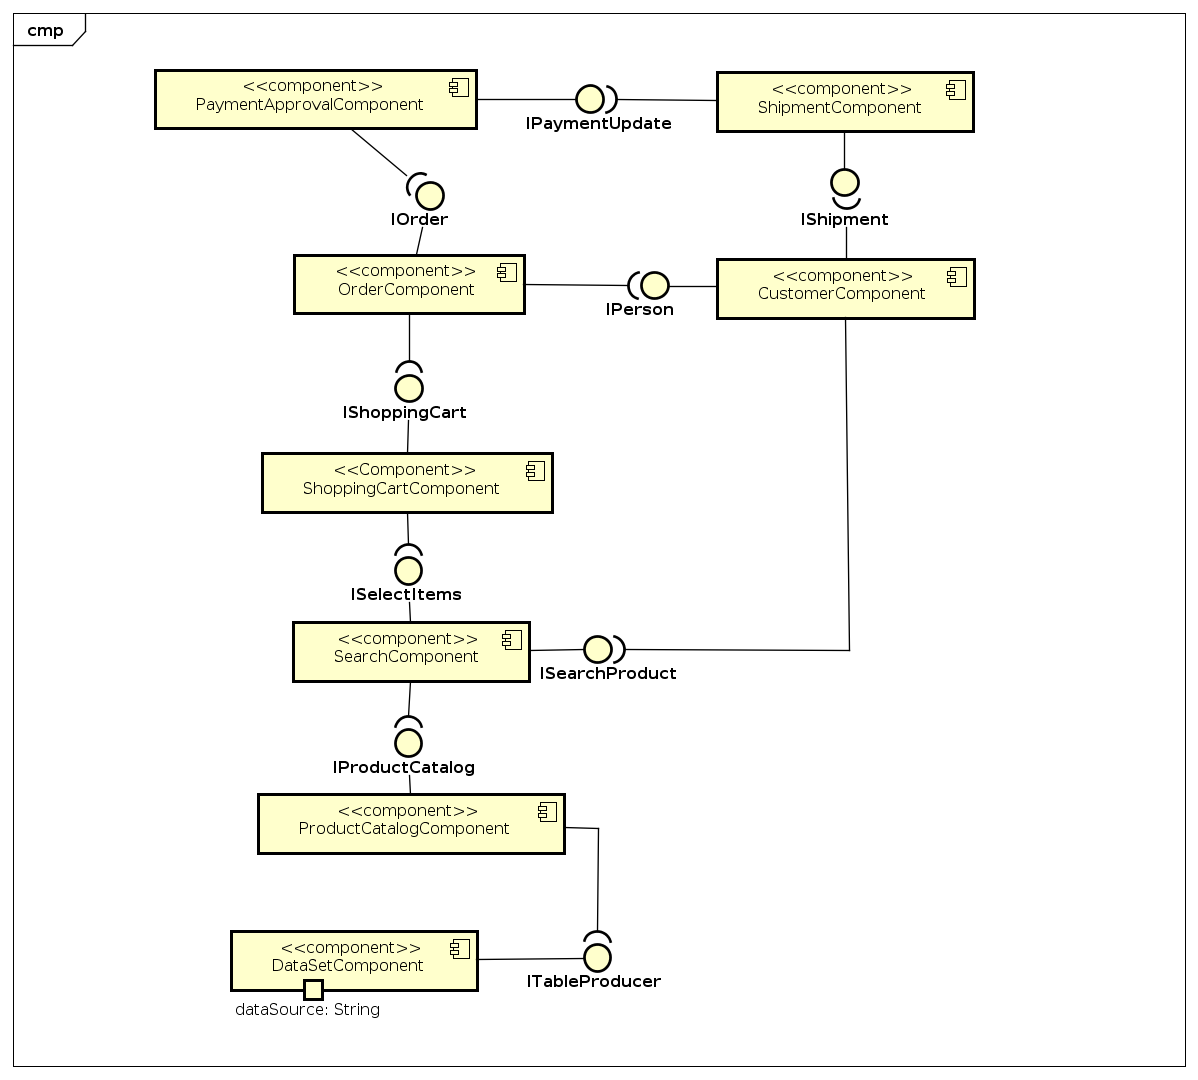 cmp
<<component>>
PaymentApprovalComponent
IPaymentUpdate
<<component>>
ShipmentComponent
IOrder
IShipment
<<component>>
OrderComponent
IPerson
<<component>>
CustomerComponent
IShoppingCart
<<Component>>
ShoppingCartComponent
ISelectItems
<<component>>
SearchComponent
ISearchProduct
IProductCatalog
<<component>>
ProductCatalogComponent
<<component>>
DataSetComponent
ITableProducer
dataSource: String